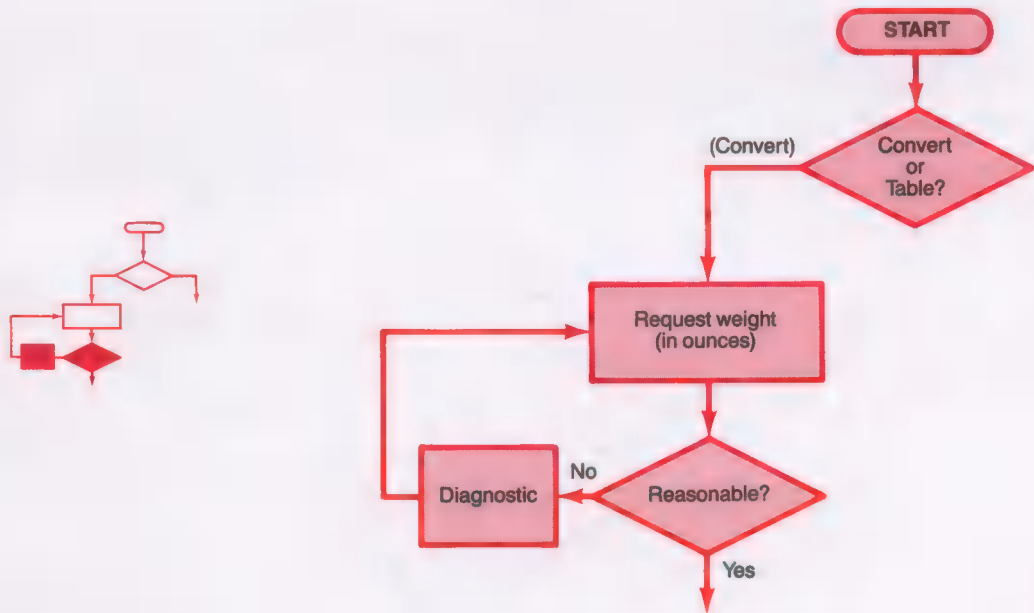 START
(Convert)
Convert
or
Table?
Request weight
(in ounces)
No
Diagnostic
Reasonable?
Yes